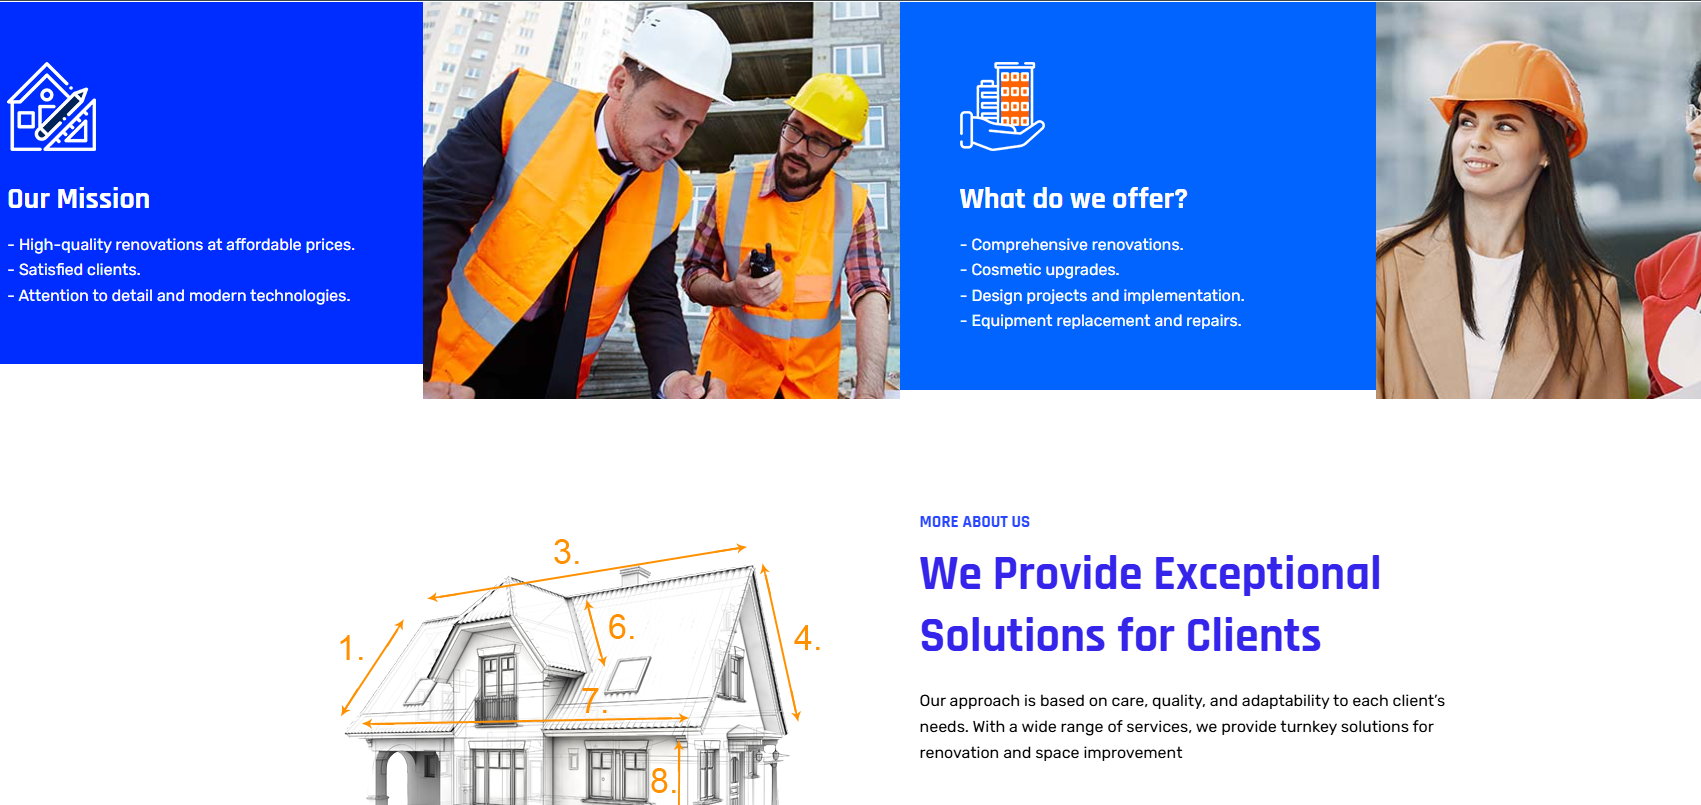 Our Mission
- High-quality renovations at affordable prices.
- Satisfied clients.
- Attention to detail and modern technologies.
What do we offer?
- Comprehensive renovations.
- Cosmetic upgrades.
- Design projects and implementation.
- Equipment replacement and repairs.
3.
1.
6.
4.
7.
8.
MORE ABOUT US
We Provide Exceptional
Solutions for Clients
Our approach is based on care, quality, and adaptability to each client's
needs. With a wide range of services, we provide turnkey solutions for
renovation and space improvement